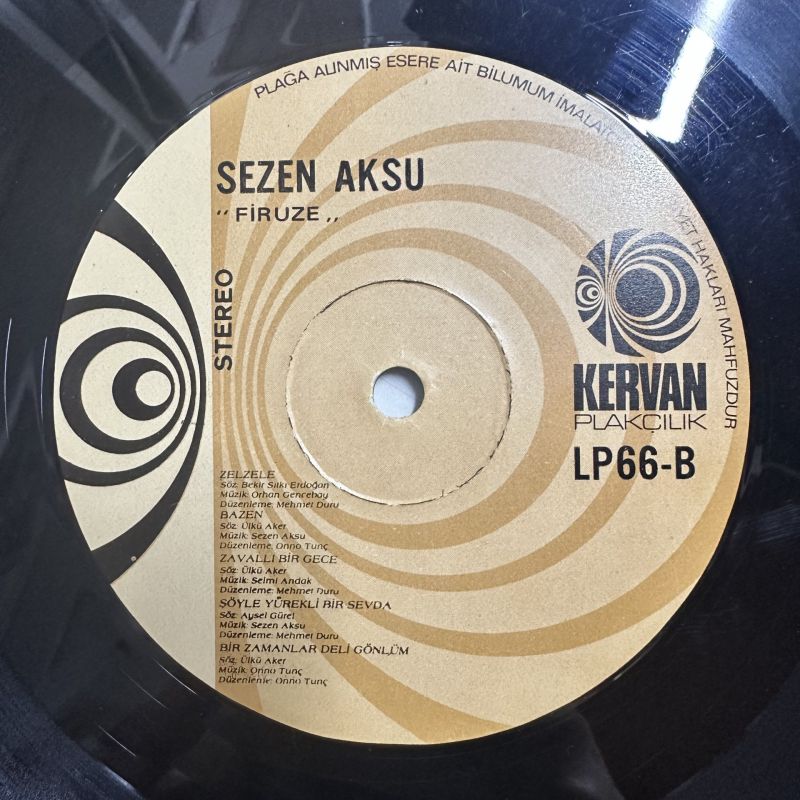 PLAĞA ALINMIŞ ESERE AİT BİLUMUM İMALAT
YET HAKLARI MAHFUZDUR
SEZEN AKSU
" FİRUZE „
STEREO
KERVAN
PLAKÇILIK
LP66-B
ZELZELE
Söz: Bekir Sıtkı Erdoğan
Müzik: Orhan Gencebay
Düzenleme: Mehmet Duru
BAZEN
Söz: Ülkü Aker
Müzik: Sezen Aksu
Düzenleme: Onno Tunç
ZAVALLI BİR GECE
Söz: Ülkü Aker
Müzik: Selmi Andak
Düzenleme: Mehmet Duru
ŞÖYLE YÜREKLİ BİR SEVDA
Söz: Aysel Gürel
Müzik: Sezen Aksu
Düzenleme: Mehmet Duru
BİR ZAMANLAR DELİ GÖNLÜM
Söz: Ülkü Aker
Müzik: Onno Tunç
Düzenlenle: Onno Tunç